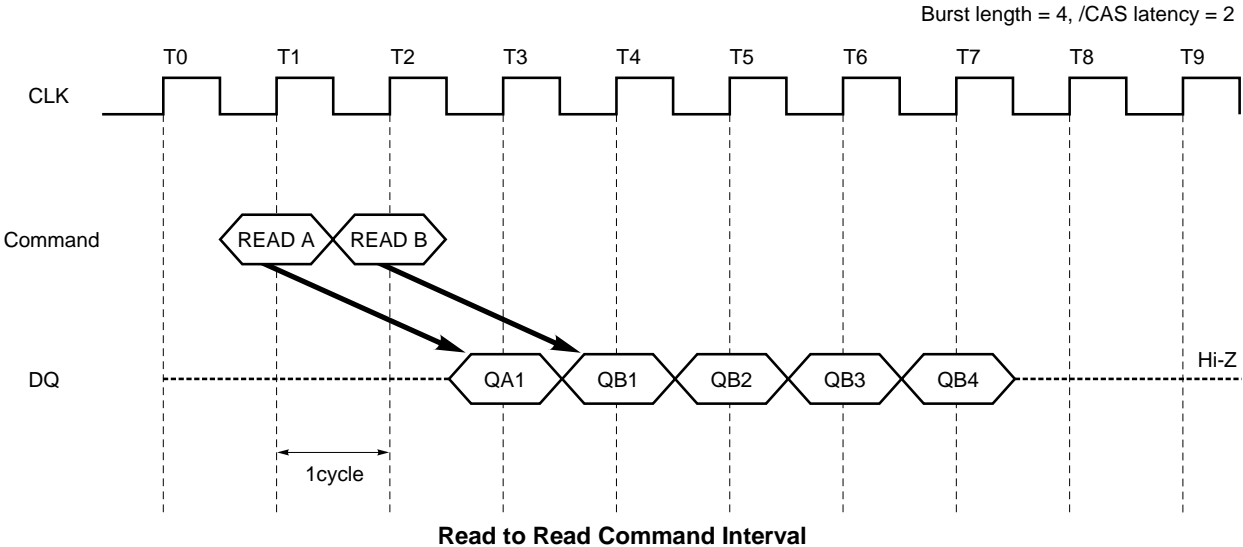 Burst length = 4, /CAS latency = 2
T0 T1 T2 T3 T4 T5 T6 T7 T8 T9
CLK
Command READ A READ B
Hi-Z
DQ QA1 QB1 QB2 QB3 QB4
1cycle
Read to Read Command Interval